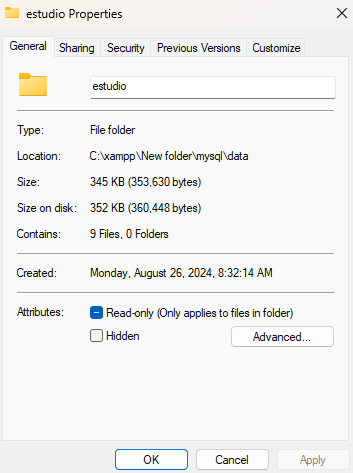 estudio Properties
General Sharing Security Previous Versions Customize
estudio
Type: File folder
Location: C:\xampp\New folder\mysql\data
Size: 345 KB (353,630 bytes)
Size on disk: 352 KB (360,448 bytes)
Contains: 9 Files, 0 Folders
Created: Monday, August 26, 2024, 8:32:14 AM
Attributes: Read-only (Only applies to files in folder)
Hidden Advanced...
OK Cancel Apply